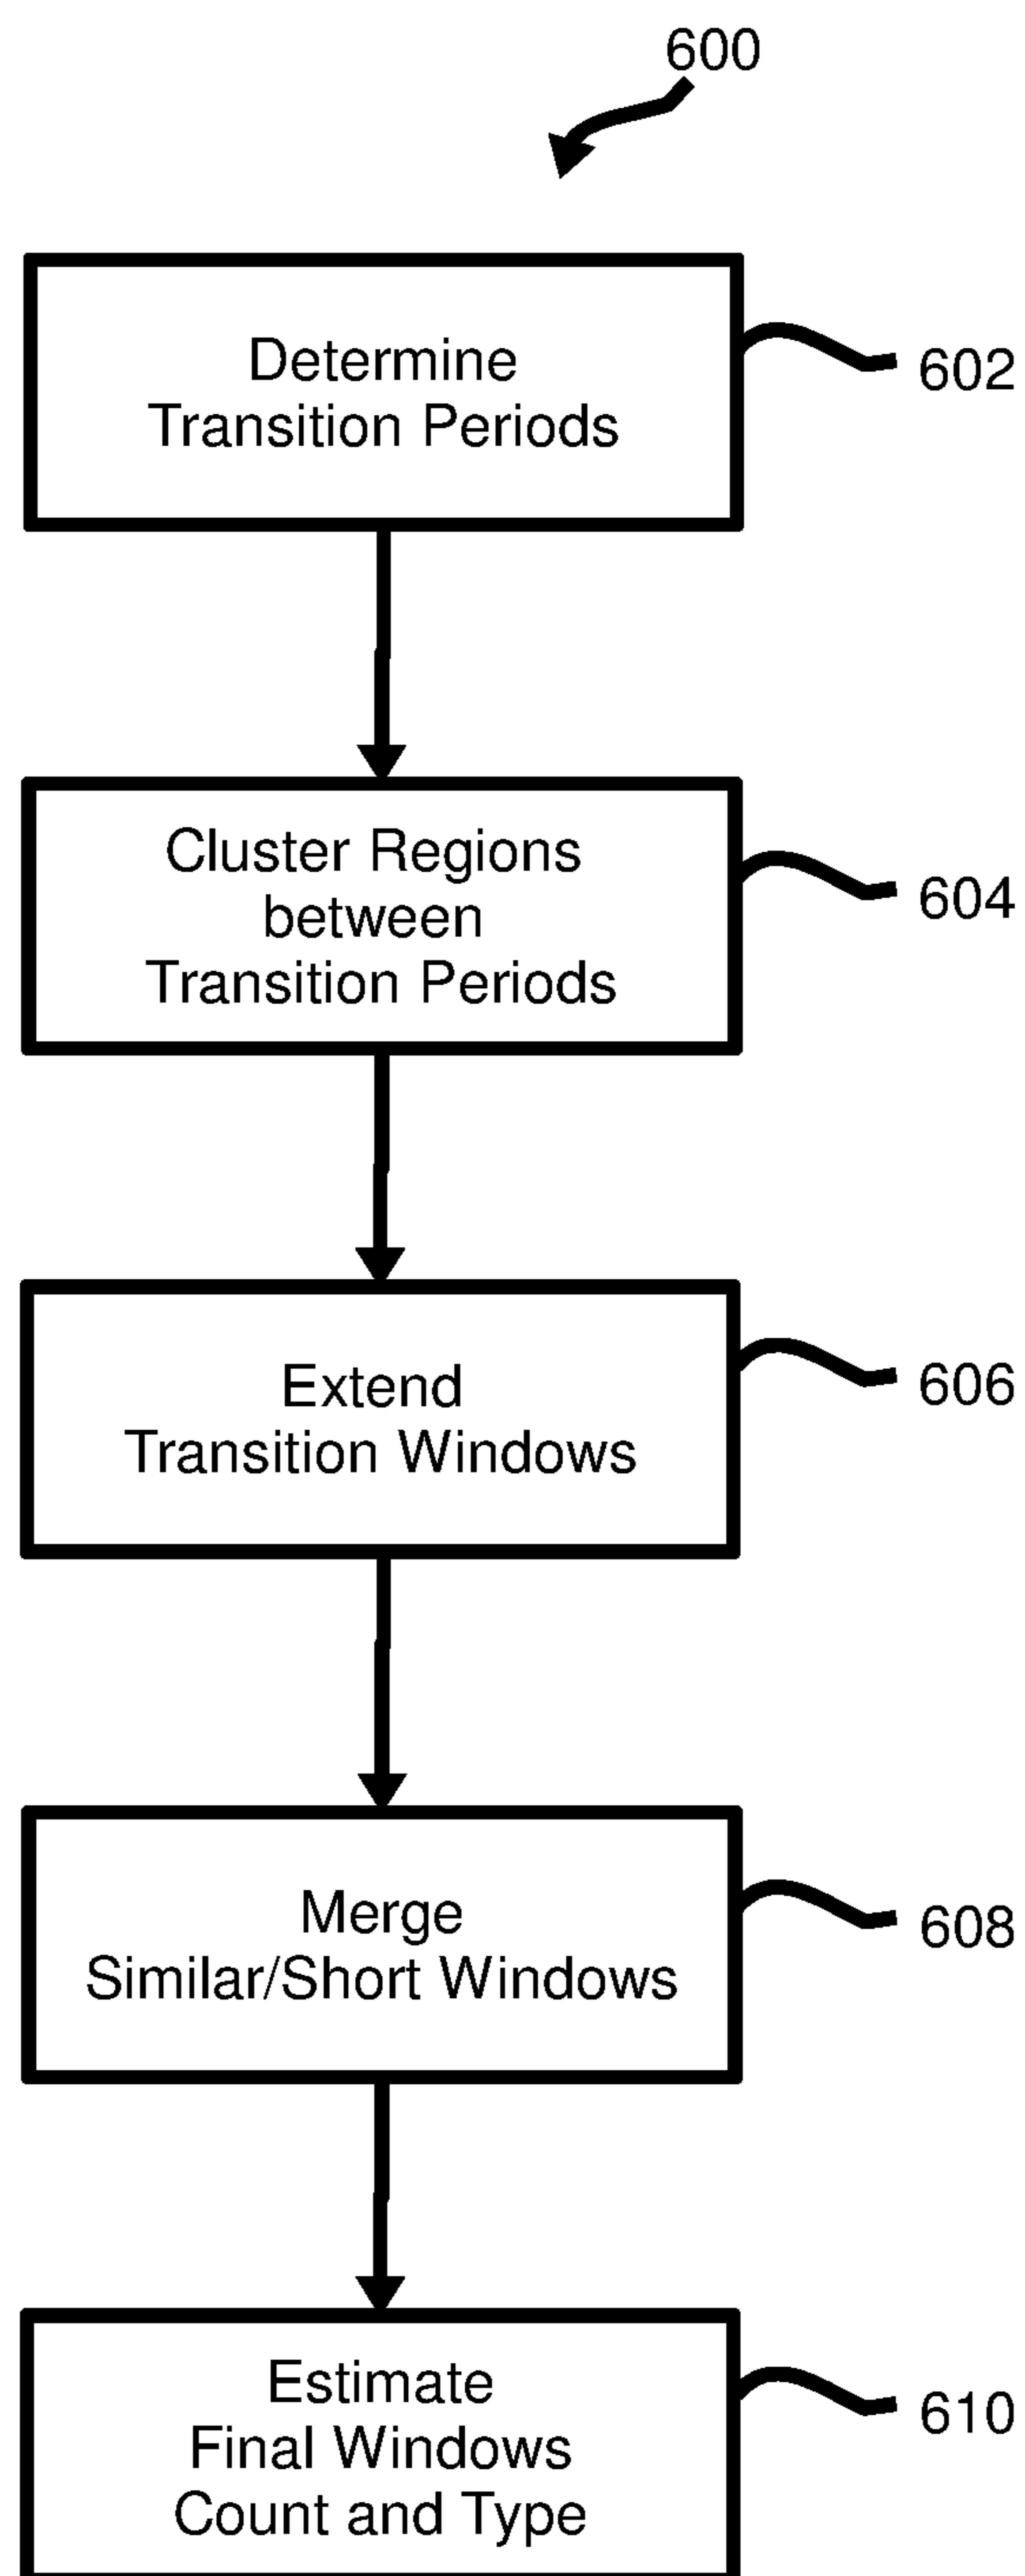 600
Determine
Transition Periods
602
Cluster Regions
between
Transition Periods
604
Extend
Transition Windows
606
Merge
Similar/Short Windows
608
Estimate
Final Windows
Count and Type
610